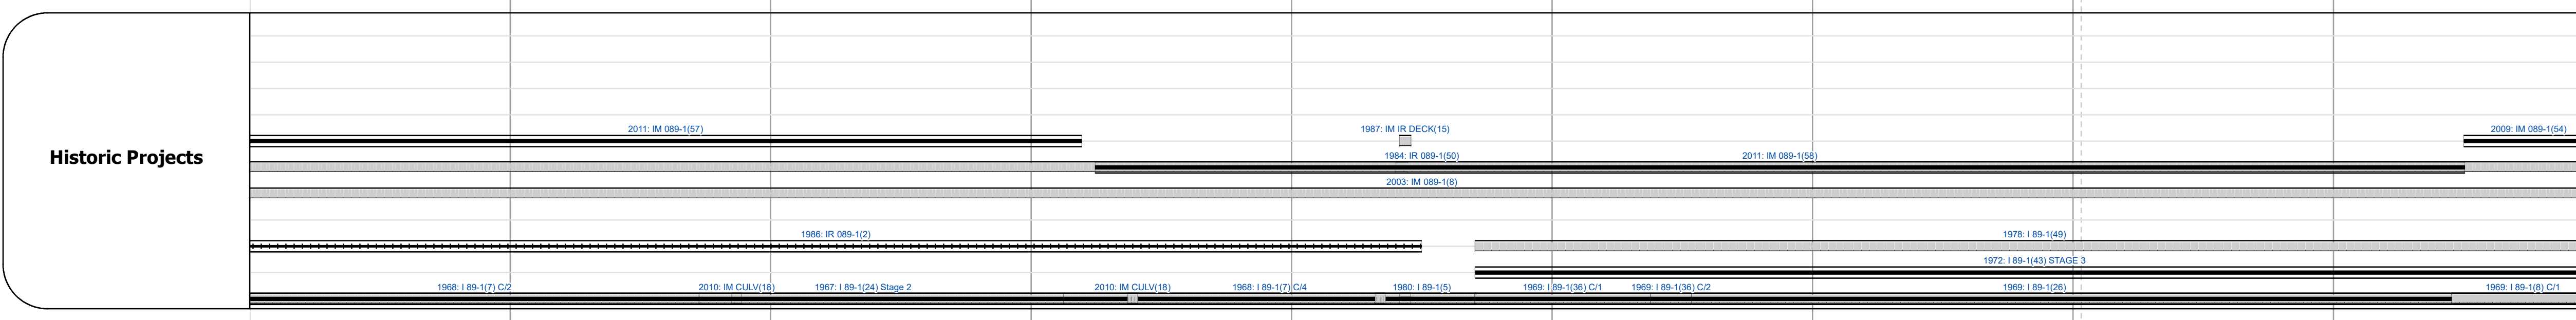 2011: IM 089-1(57)
1987: IM IR DECK(15)
2009: IM 089-1(54)
Historic Projects
1984: IR 089-1(50)
2011: IM 089-1(58)
2003: IM 089-1(8)
1986: IR 089-1(2)
1978: I 89-1(49)
1972: I 89-1(43) STAGE 3
1968: I 89-1(7) C/2
2010: IM CULV(18)
1967: I 89-1(24) Stage 2
2010: IM CULV(18)
1968: I 89-1(7) C/4
1980: I 89-1(5)
1969: I 89-1(36) C/1
1969: I 89-1(36) C/2
1969: I 89-1(26)
1969: I 89-1(8) C/1